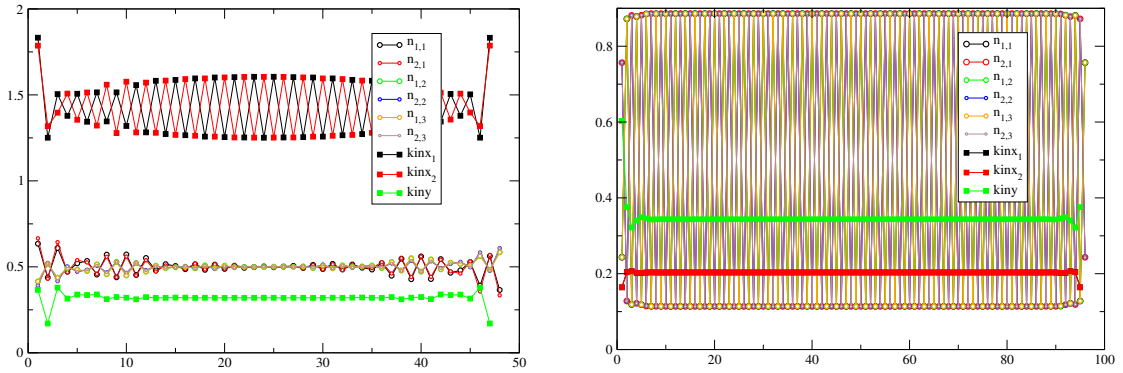 2
1.5
1
0.5
0
0 10 20 30 40 50
n1,1
n2,1
n1,2
n2,2
n1,3
n2,3
kinx1
kinx2
kiny
0.8
0.6
0.4
0.2
0
0 20 40 60 80 100
n1,1
n2,1
n1,2
n2,2
n1,3
n2,3
kinx1
kinx2
kiny